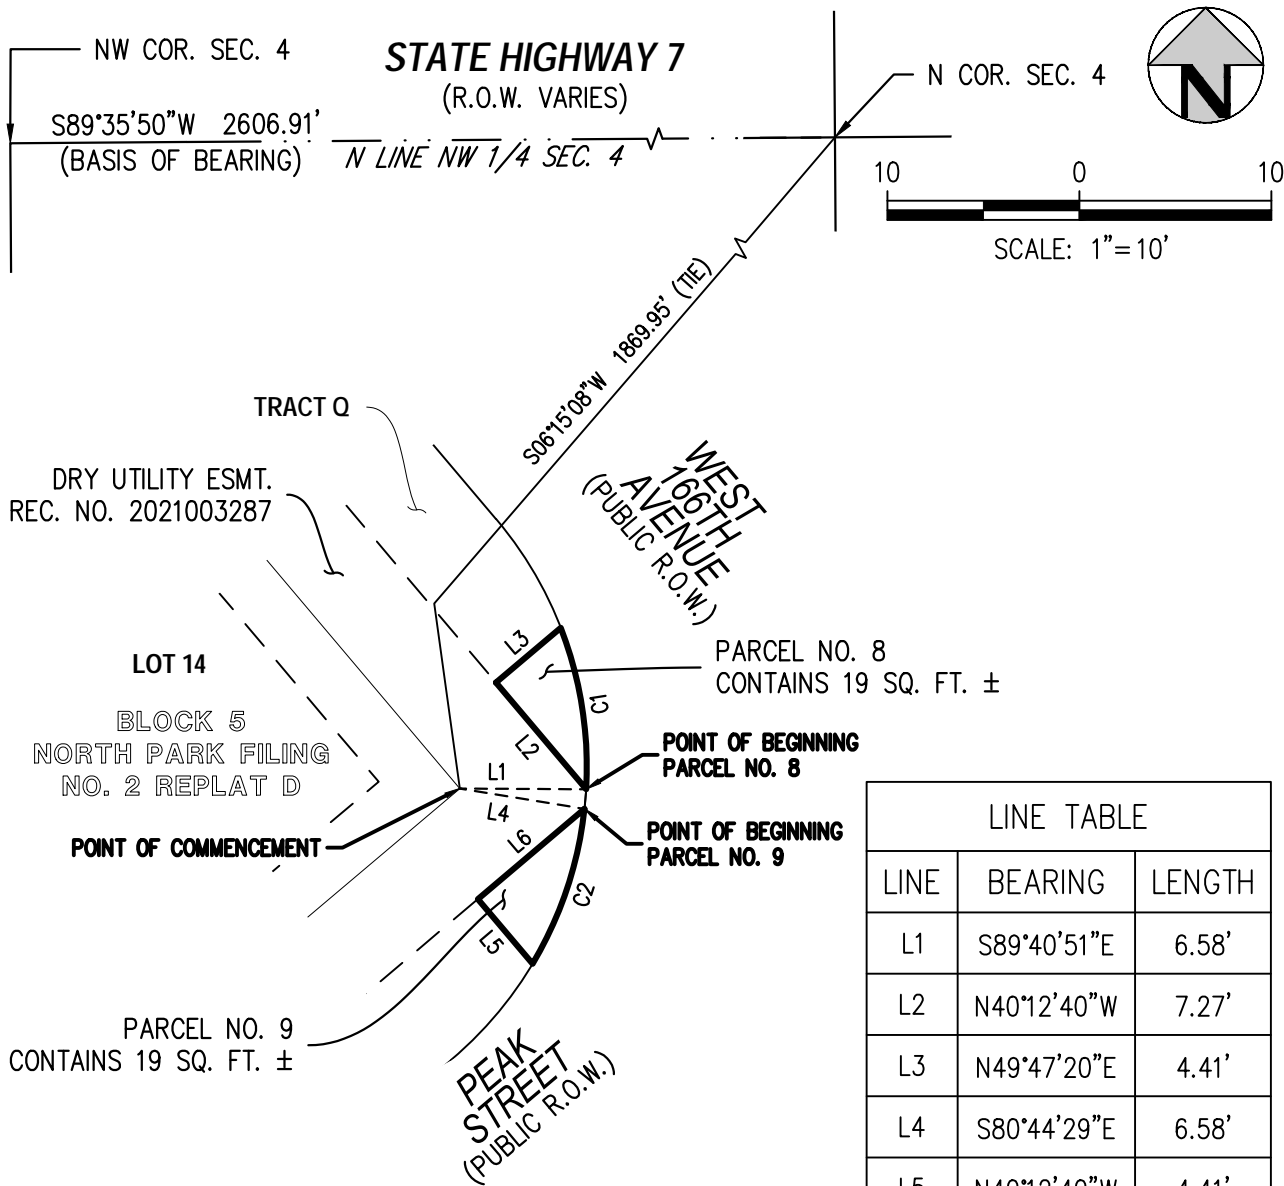 NW COR. SEC. 4
STATE HIGHWAY 7
(R.O.W. VARIES)
N COR. SEC. 4
N
S89°35'50"W 2606.91'
(BASIS OF BEARING)
N LINE NW 1/4 SEC. 4
10 0 10
SCALE: 1"=10'
S06°15'08"W 1869.95' (TIE)
TRACT Q
DRY UTILITY ESMT.
REC. NO. 2021003287
WEST
166TH
AVENUE
(PUBLIC R.O.W.)
LOT 14
BLOCK 5
NORTH PARK FILING
NO. 2 REPLAT D
L3
PARCEL NO. 8
CONTAINS 19 SQ. FT. ±
C1
L2
POINT OF BEGINNING
PARCEL NO. 8
L1
L4
POINT OF COMMENCEMENT
L6
POINT OF BEGINNING
PARCEL NO. 9
C2
L5
PARCEL NO. 9
CONTAINS 19 SQ. FT. ±
PEAK
STREET
(PUBLIC R.O.W.)
LINE TABLE
LINE BEARING LENGTH
L1 S89°40'51"E 6.58'
L2 N40°12'40"W 7.27'
L3 N49°47'20"E 4.41'
L4 S80°44'29"E 6.58'
L5 N40°12'40"W 4.41'